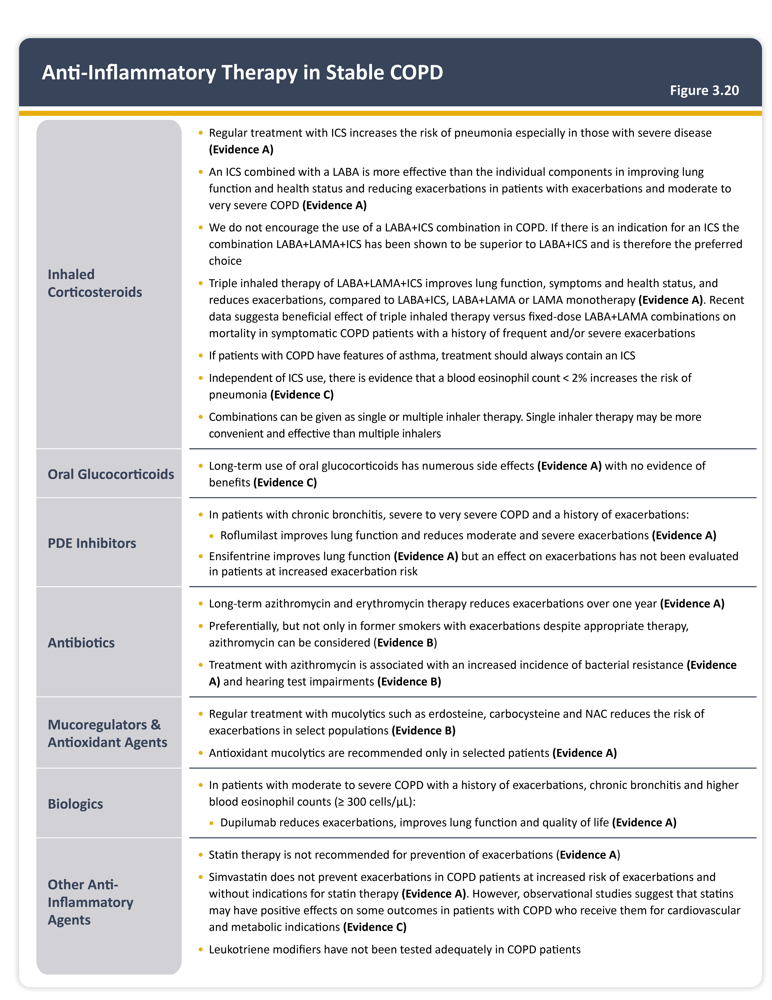 Anti-Inflammatory Therapy in Stable COPD
Figure 3.20
Inhaled
Corticosteroids
• Regular treatment with ICS increases the risk of pneumonia especially in those with severe disease
(Evidence A)
• An ICS combined with a LABA is more effective than the individual components in improving lung
function and health status and reducing exacerbations in patients with exacerbations and moderate to
very severe COPD (Evidence A)
• We do not encourage the use of a LABA+ICS combination in COPD. If there is an indication for an ICS the
combination LABA+LAMA+ICS has been shown to be superior to LABA+ICS and is therefore the preferred
choice
• Triple inhaled therapy of LABA+LAMA+ICS improves lung function, symptoms and health status, and
reduces exacerbations, compared to LABA+ICS, LABA+LAMA or LAMA monotherapy (Evidence A). Recent
data suggesta beneficial effect of triple inhaled therapy versus fixed-dose LABA+LAMA combinations on
mortality in symptomatic COPD patients with a history of frequent and/or severe exacerbations
• If patients with COPD have features of asthma, treatment should always contain an ICS
• Independent of ICS use, there is evidence that a blood eosinophil count < 2% increases the risk of
pneumonia (Evidence C)
• Combinations can be given as single or multiple inhaler therapy. Single inhaler therapy may be more
convenient and effective than multiple inhalers
Oral Glucocorticoids
• Long-term use of oral glucocorticoids has numerous side effects (Evidence A) with no evidence of
benefits (Evidence C)
PDE Inhibitors
• In patients with chronic bronchitis, severe to very severe COPD and a history of exacerbations:
▪ Roflumilast improves lung function and reduces moderate and severe exacerbations (Evidence A)
• Ensifentrine improves lung function (Evidence A) but an effect on exacerbations has not been evaluated
in patients at increased exacerbation risk
Antibiotics
• Long-term azithromycin and erythromycin therapy reduces exacerbations over one year (Evidence A)
• Preferentially, but not only in former smokers with exacerbations despite appropriate therapy,
azithromycin can be considered (Evidence B)
• Treatment with azithromycin is associated with an increased incidence of bacterial resistance (Evidence
A) and hearing test impairments (Evidence B)
Mucoregulators &
Antioxidant Agents
• Regular treatment with mucolytics such as erdosteine, carbocysteine and NAC reduces the risk of
exacerbations in select populations (Evidence B)
• Antioxidant mucolytics are recommended only in selected patients (Evidence A)
Biologics
• In patients with moderate to severe COPD with a history of exacerbations, chronic bronchitis and higher
blood eosinophil counts (≥ 300 cells/µL):
▪ Dupilumab reduces exacerbations, improves lung function and quality of life (Evidence A)
Other Anti-
Inflammatory
Agents
• Statin therapy is not recommended for prevention of exacerbations (Evidence A)
• Simvastatin does not prevent exacerbations in COPD patients at increased risk of exacerbations and
without indications for statin therapy (Evidence A). However, observational studies suggest that statins
may have positive effects on some outcomes in patients with COPD who receive them for cardiovascular
and metabolic indications (Evidence C)
• Leukotriene modifiers have not been tested adequately in COPD patients